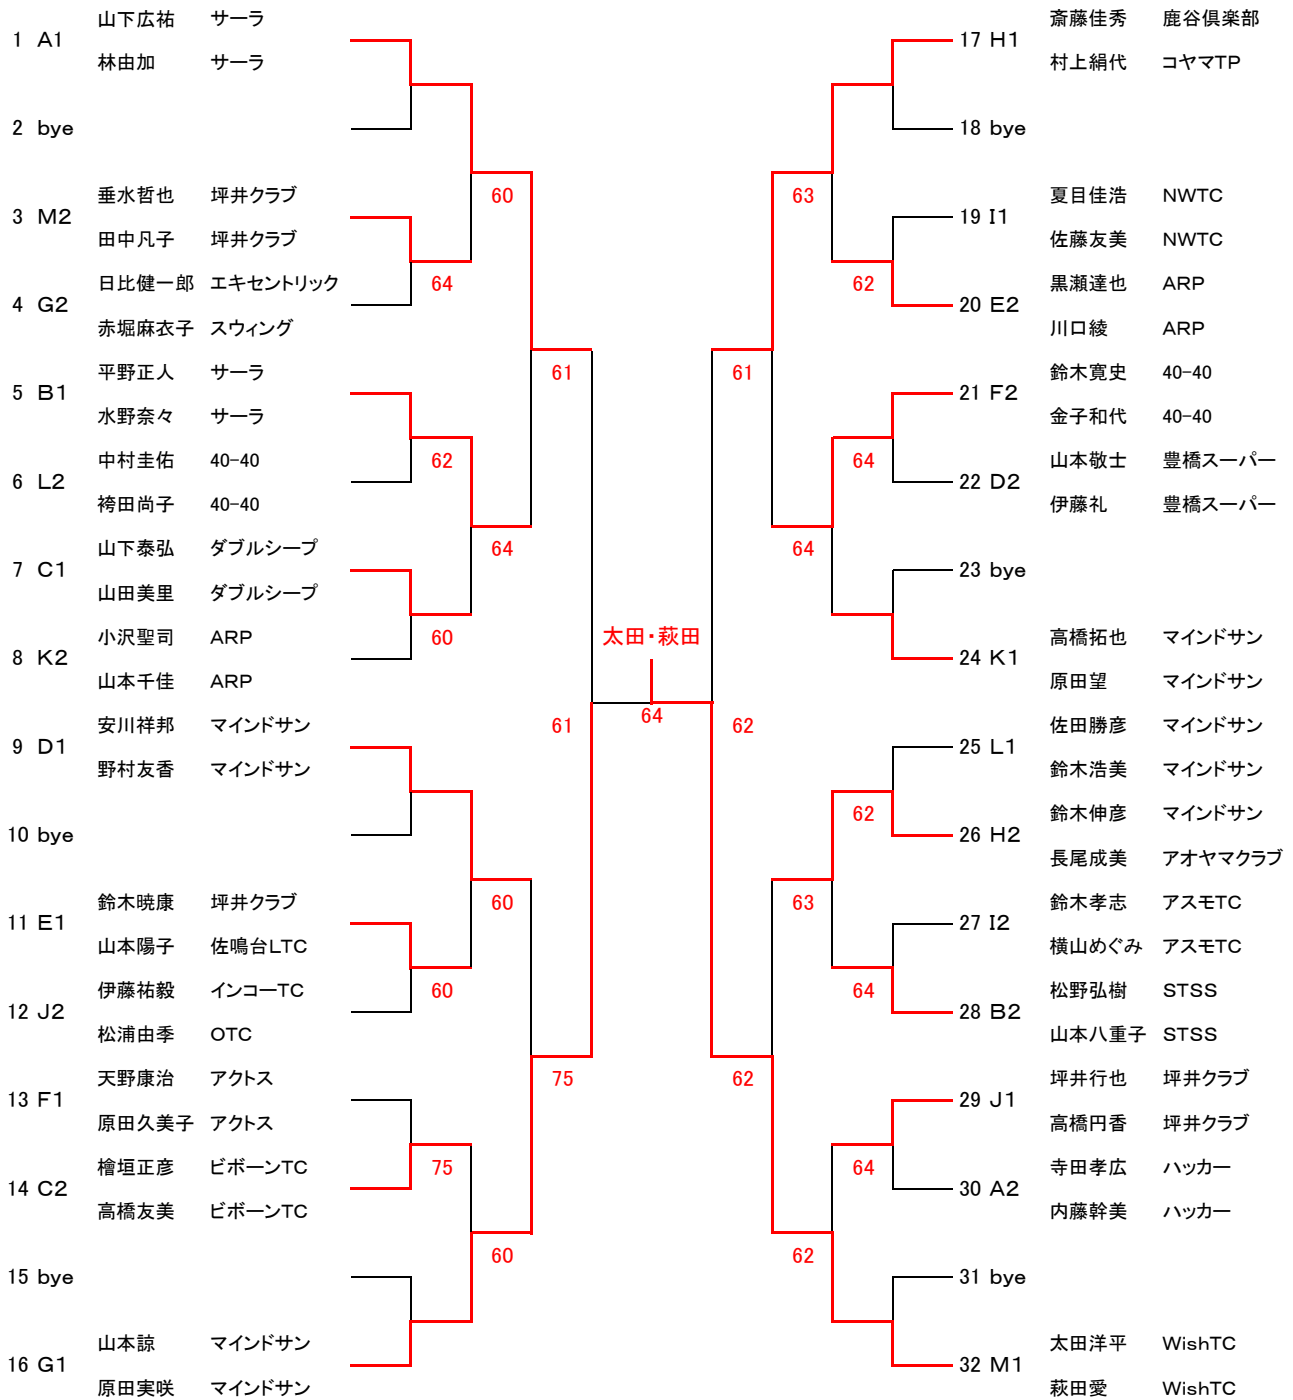 山下広祐 サーラ
1 A1
林由加 サーラ
2 bye
垂水哲也 坪井クラブ
3 M2
田中凡子 坪井クラブ
日比健一郎 エキセントリック
4 G2
赤堀麻衣子 スウィング
平野正人 サーラ
5 B1
水野奈々 サーラ
中村圭佑 40-40
6 L2
袴田尚子 40-40
山下泰弘 ダブルシープ
7 C1
山田美里 ダブルシープ
小沢聖司 ARP
8 K2
山本千佳 ARP
安川祥邦 マインドサン
9 D1
野村友香 マインドサン
10 bye
鈴木暁康 坪井クラブ
11 E1
山本陽子 佐鳴台LTC
伊藤祐毅 インコーTC
12 J2
松浦由季 OTC
天野康治 アクトス
13 F1
原田久美子 アクトス
檜垣正彦 ビボーンTC
14 C2
高橋友美 ビボーンTC
15 bye
山本諒 マインドサン
16 G1
原田実咲 マインドサン
64
62
60
60
75
60
64
60
60
61
75
61
太田・萩田
64
62
61
62
63
64
63
62
62
64
62
64
64
斎藤佳秀 鹿谷倶楽部
17 H1
村上絹代 コヤマTP
18 bye
夏目佳浩 NWTC
19 I1
佐藤友美 NWTC
黒瀬達也 ARP
20 E2
川口綾 ARP
鈴木寛史 40-40
21 F2
金子和代 40-40
山本敬士 豊橋スーパー
22 D2
伊藤礼 豊橋スーパー
23 bye
高橋拓也 マインドサン
24 K1
原田望 マインドサン
佐田勝彦 マインドサン
25 L1
鈴木浩美 マインドサン
鈴木伸彦 マインドサン
26 H2
長尾成美 アオヤマクラブ
鈴木孝志 アスモTC
27 I2
横山めぐみ アスモTC
松野弘樹 STSS
28 B2
山本八重子 STSS
坪井行也 坪井クラブ
29 J1
高橋円香 坪井クラブ
寺田孝広 ハッカー
30 A2
内藤幹美 ハッカー
31 bye
太田洋平 WishTC
32 M1
萩田愛 WishTC